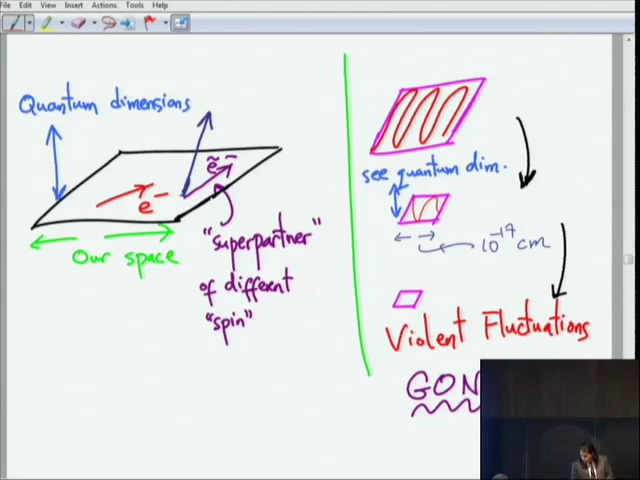 File Edit View Insert Actions Tools Help
Quantum dimensions
e-
ẽ-
Our space
"superpartner"
of different
"spin"
see quantum dim.
10^-17 cm
Violent Fluctuations
GON